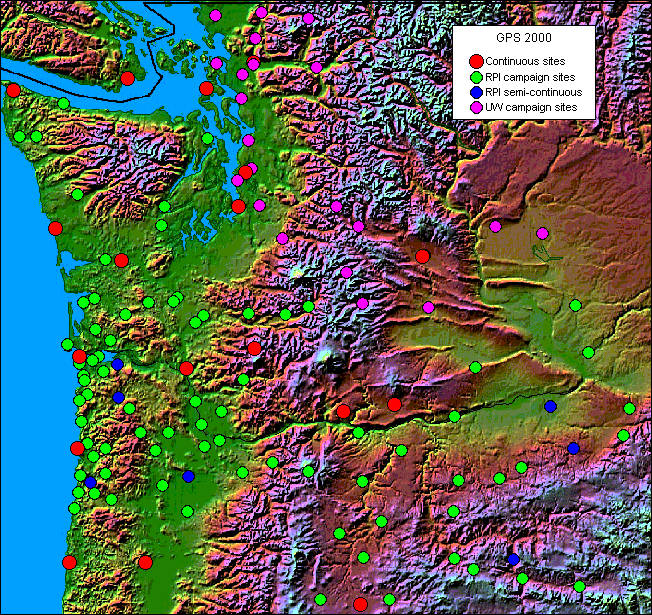 GPS 2000
Continuous sites
RPI campaign sites
RPI semi-continuous
UW campaign sites